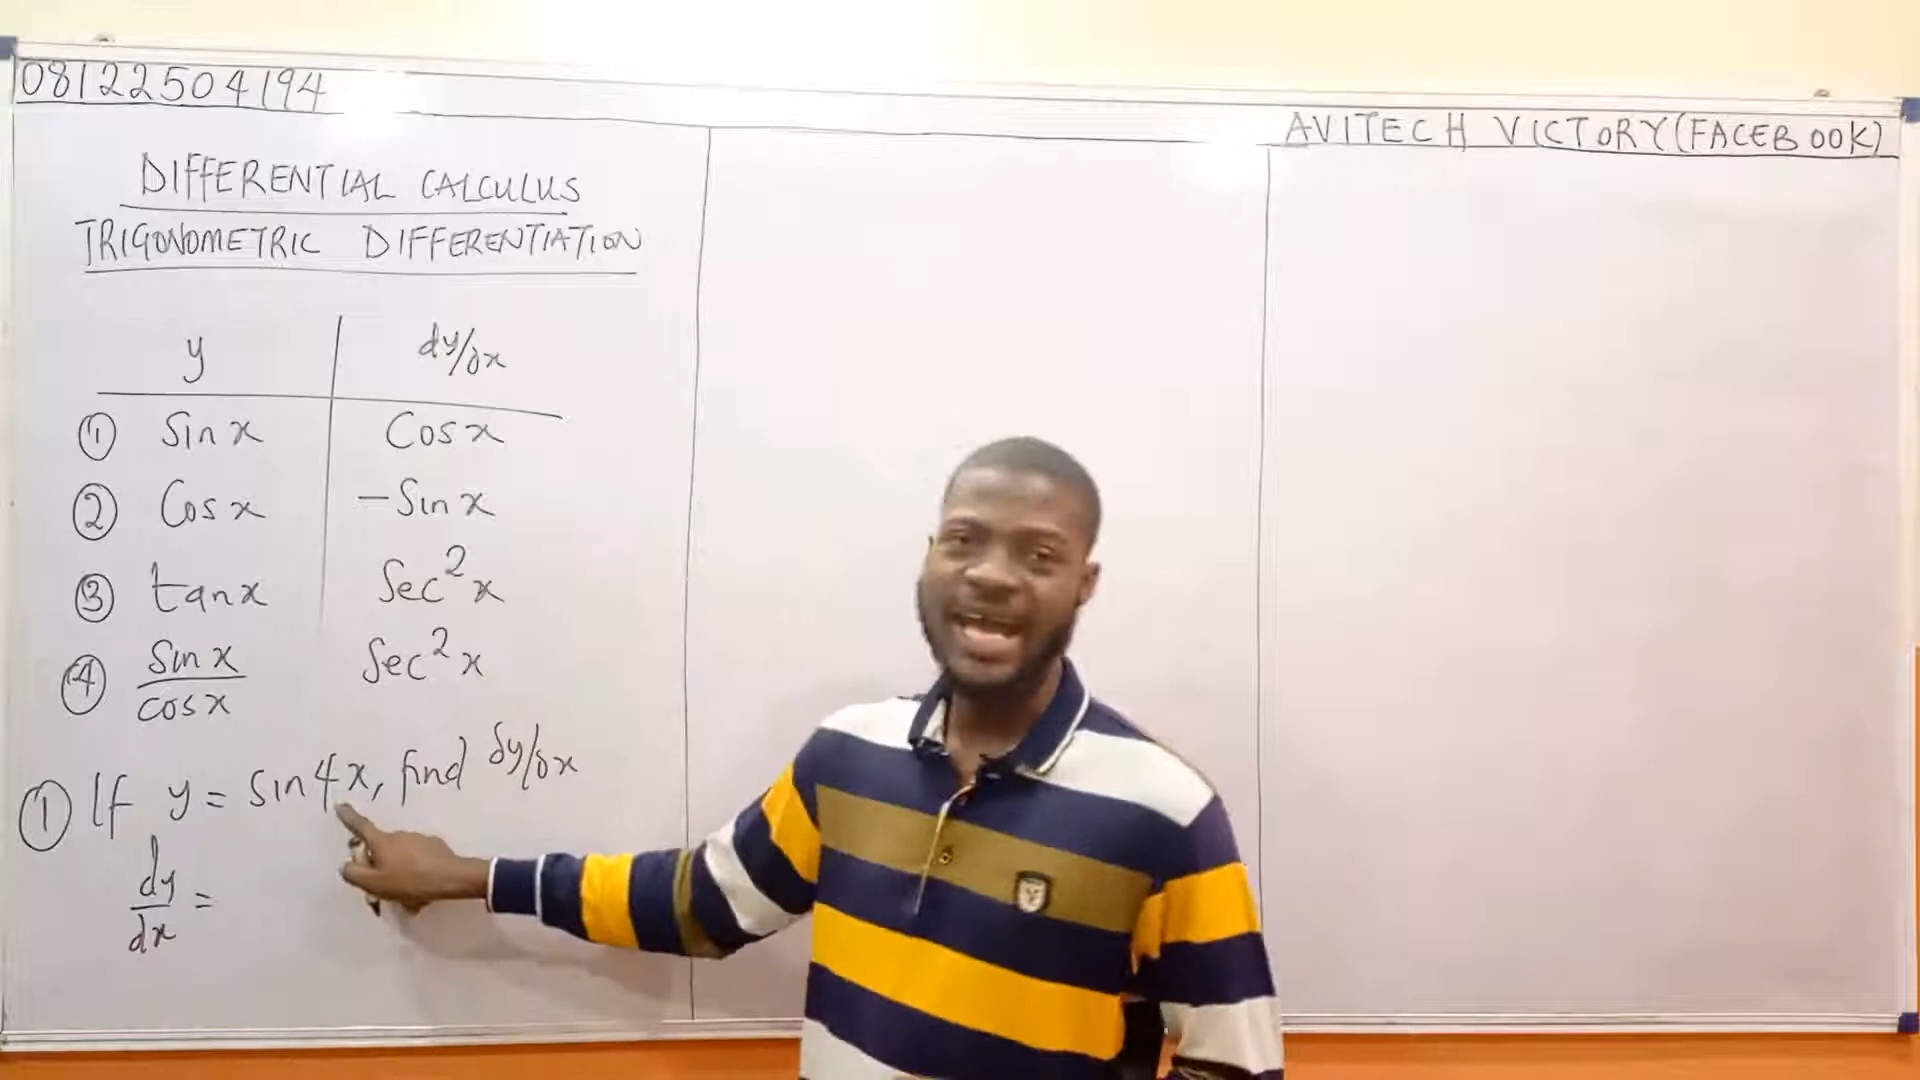 08122504194
AVITECH VICTORY(FACEBOOK)
DIFFERENTIAL CALCULUS
TRIGONOMETRIC DIFFERENTIATION
y dy/dx
① Sin x Cos x
② Cos x -Sin x
③ tanx Sec²x
④ Sin x / cos x Sec²x
① If y = Sin4x, find dy/dx
dy/dx =